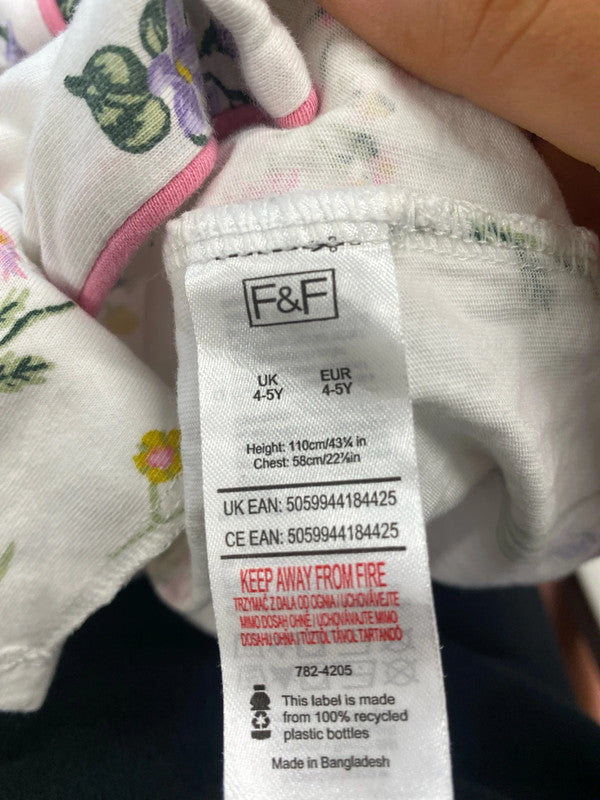 F&F
UK EUR
4-5Y 4-5Y
Height: 110cm/43¼ in
Chest: 58cm/22⅞in
UK EAN: 5059944184425
CE EAN: 5059944184425
KEEP AWAY FROM FIRE
TRZYMAĆ Z DALA OD OGNIA / UCHOVÁVEJTE
MIMO DOSAH OHNĚ / UCHOVÁVAJTE MIMO
DOSAHU OHŇA / TŰZTŐL TÁVOL TARTANDÓ
782-4205
This label is made
from 100% recycled
plastic bottles
Made in Bangladesh